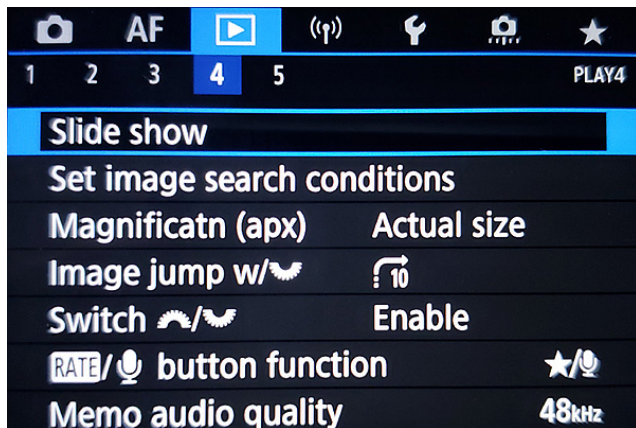 AF
1 2 3 4 5 PLAY4
Slide show
Set image search conditions
Magnificatn (apx) Actual size
Image jump w/ 10
Switch / Enable
RATE/ button function ★/
Memo audio quality 48kHz